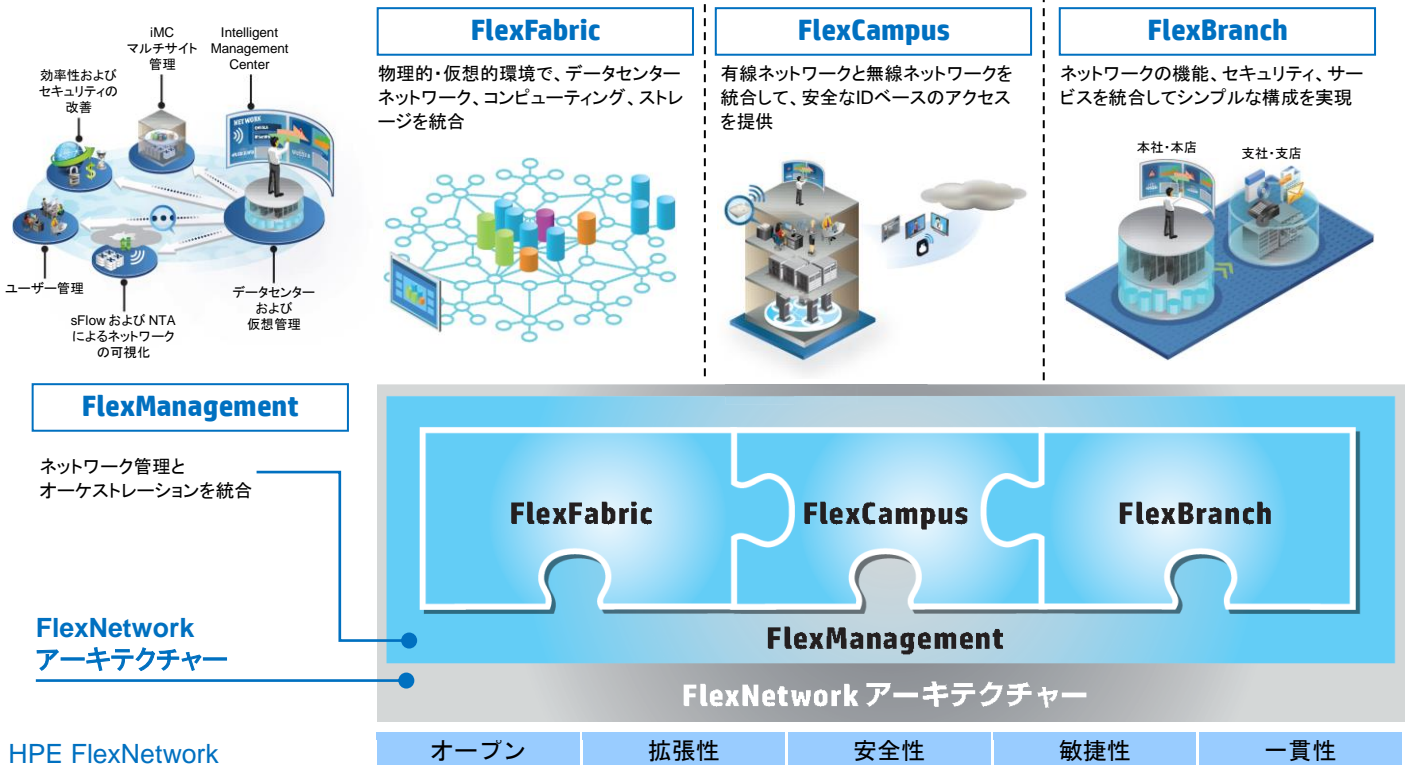 iMC
マルチサイト
管理
Intelligent
Management
Center
効率性および
セキュリティの
改善
ユーザー管理
sFlow および NTA
によるネットワーク
の可視化
データセンター
および
仮想管理
FlexFabric
物理的・仮想的環境で、データセンター
ネットワーク、コンピューティング、ストレ
ージを統合
FlexCampus
有線ネットワークと無線ネットワークを
統合して、安全なIDベースのアクセス
を提供
FlexBranch
ネットワークの機能、セキュリティ、サー
ビスを統合してシンプルな構成を実現
本社・本店
支社・支店
FlexManagement
ネットワーク管理と
オーケストレーションを統合
FlexNetwork
アーキテクチャー
FlexFabric
FlexCampus
FlexBranch
FlexManagement
FlexNetwork アーキテクチャー
HPE FlexNetwork
オープン
拡張性
安全性
敏捷性
一貫性